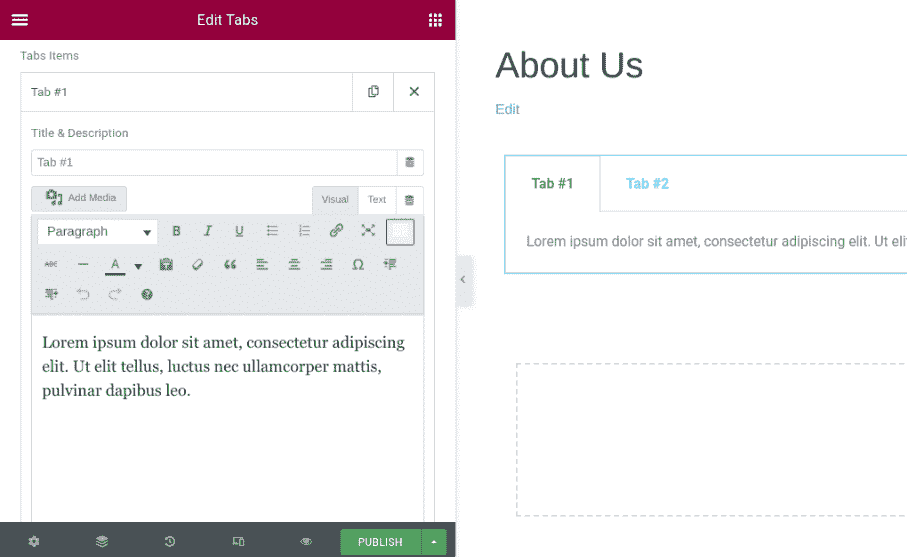 Edit Tabs
Tabs Items
Tab #1
Title & Description
Tab #1
Add Media
Visual
Text
Paragraph
B
I
U
ABC
A
Ω
Lorem ipsum dolor sit amet, consectetur adipiscing
elit. Ut elit tellus, luctus nec ullamcorper mattis,
pulvinar dapibus leo.
PUBLISH
About Us
Edit
Tab #1
Tab #2
Lorem ipsum dolor sit amet, consectetur adipiscing elit. Ut eli